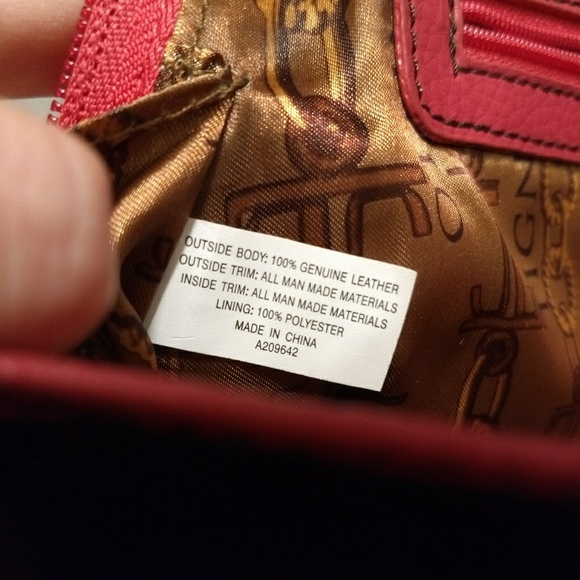 OUTSIDE BODY: 100% GENUINE LEATHER
OUTSIDE TRIM: ALL MAN MADE MATERIALS
INSIDE TRIM: ALL MAN MADE MATERIALS
LINING: 100% POLYESTER
MADE IN CHINA
A209642